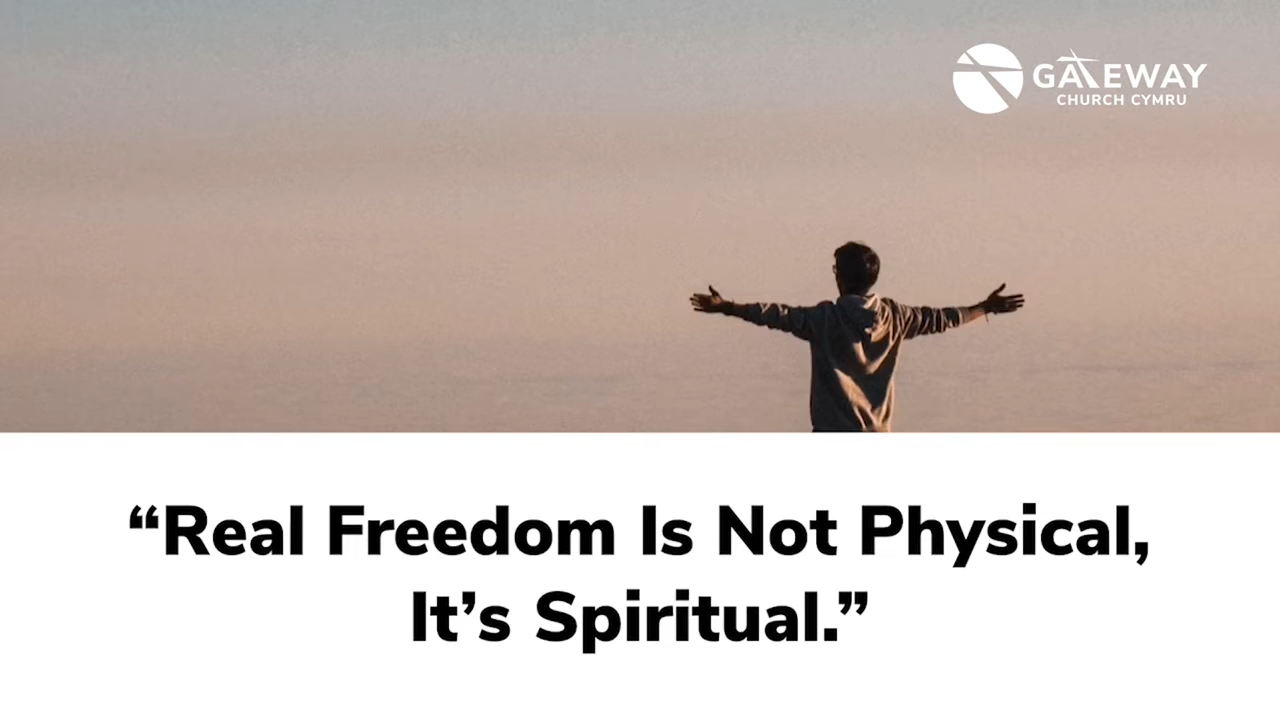 GATEWAY
CHURCH CYMRU
“Real Freedom Is Not Physical,
It’s Spiritual.”